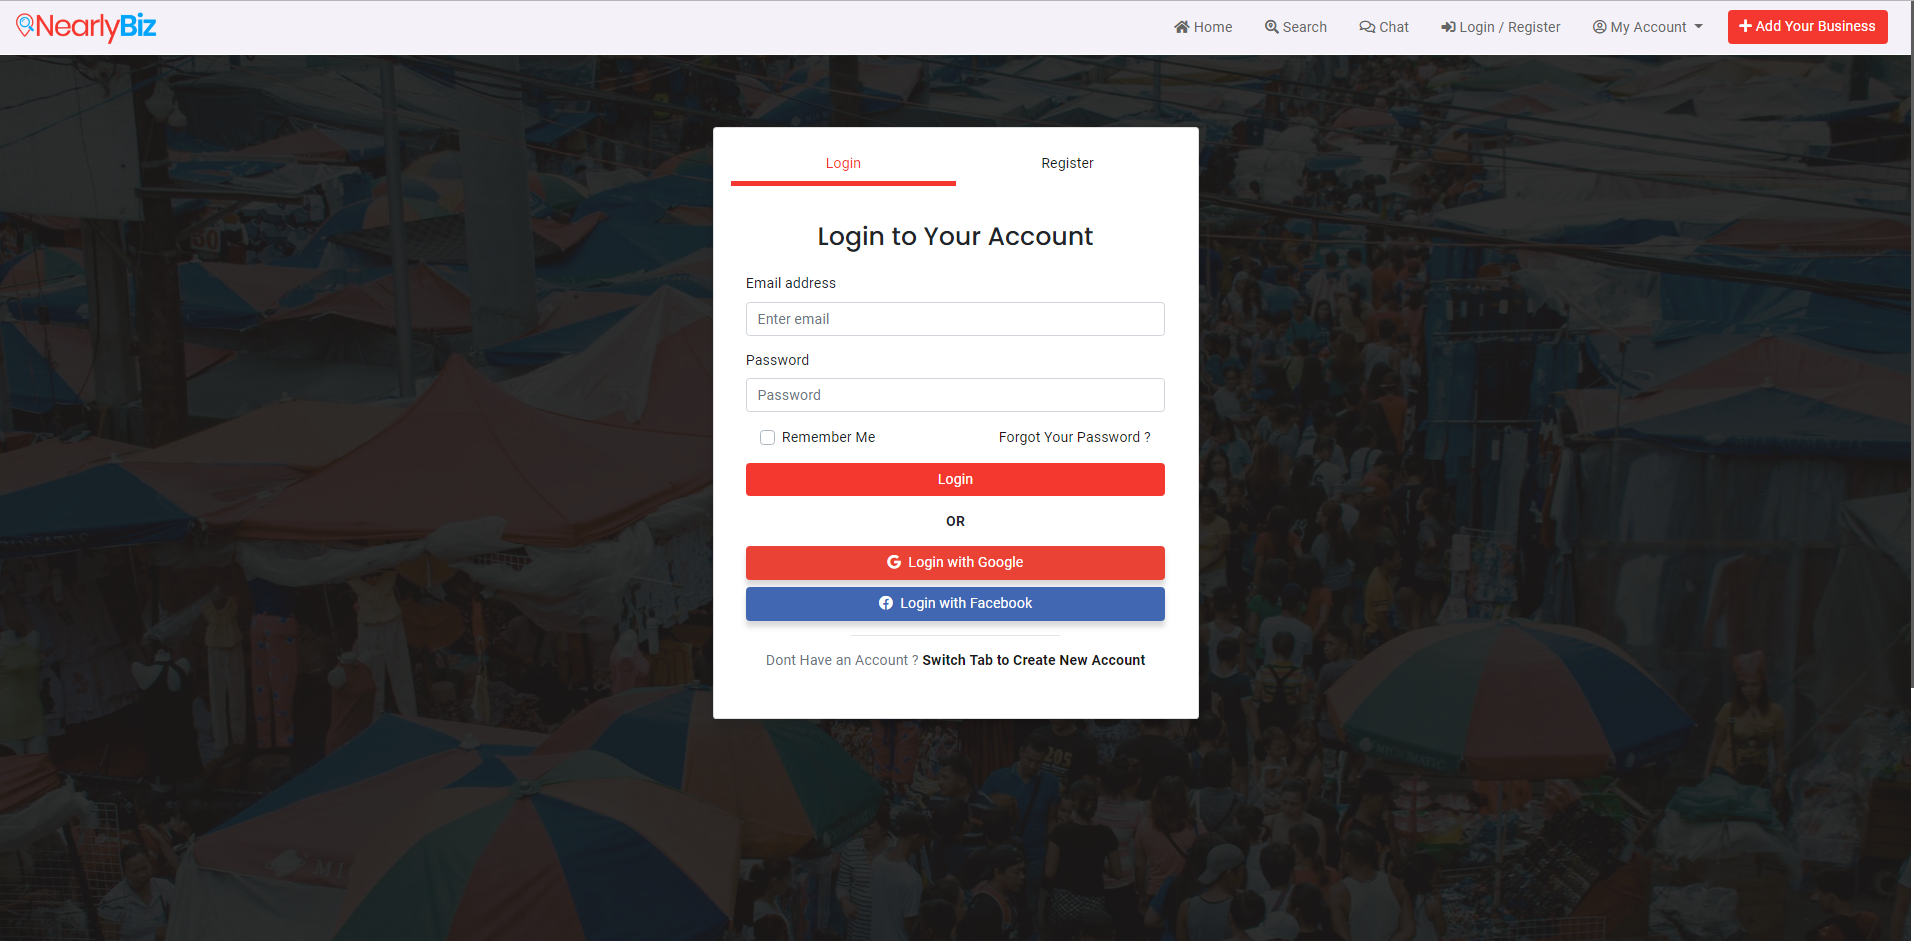 NearlyBiz
Home Search Chat Login / Register My Account Add Your Business
Login Register
Login to Your Account
Email address
Enter email
Password
Password
Remember Me Forgot Your Password ?
Login
OR
Login with Google
Login with Facebook
Dont Have an Account ? Switch Tab to Create New Account
50
205